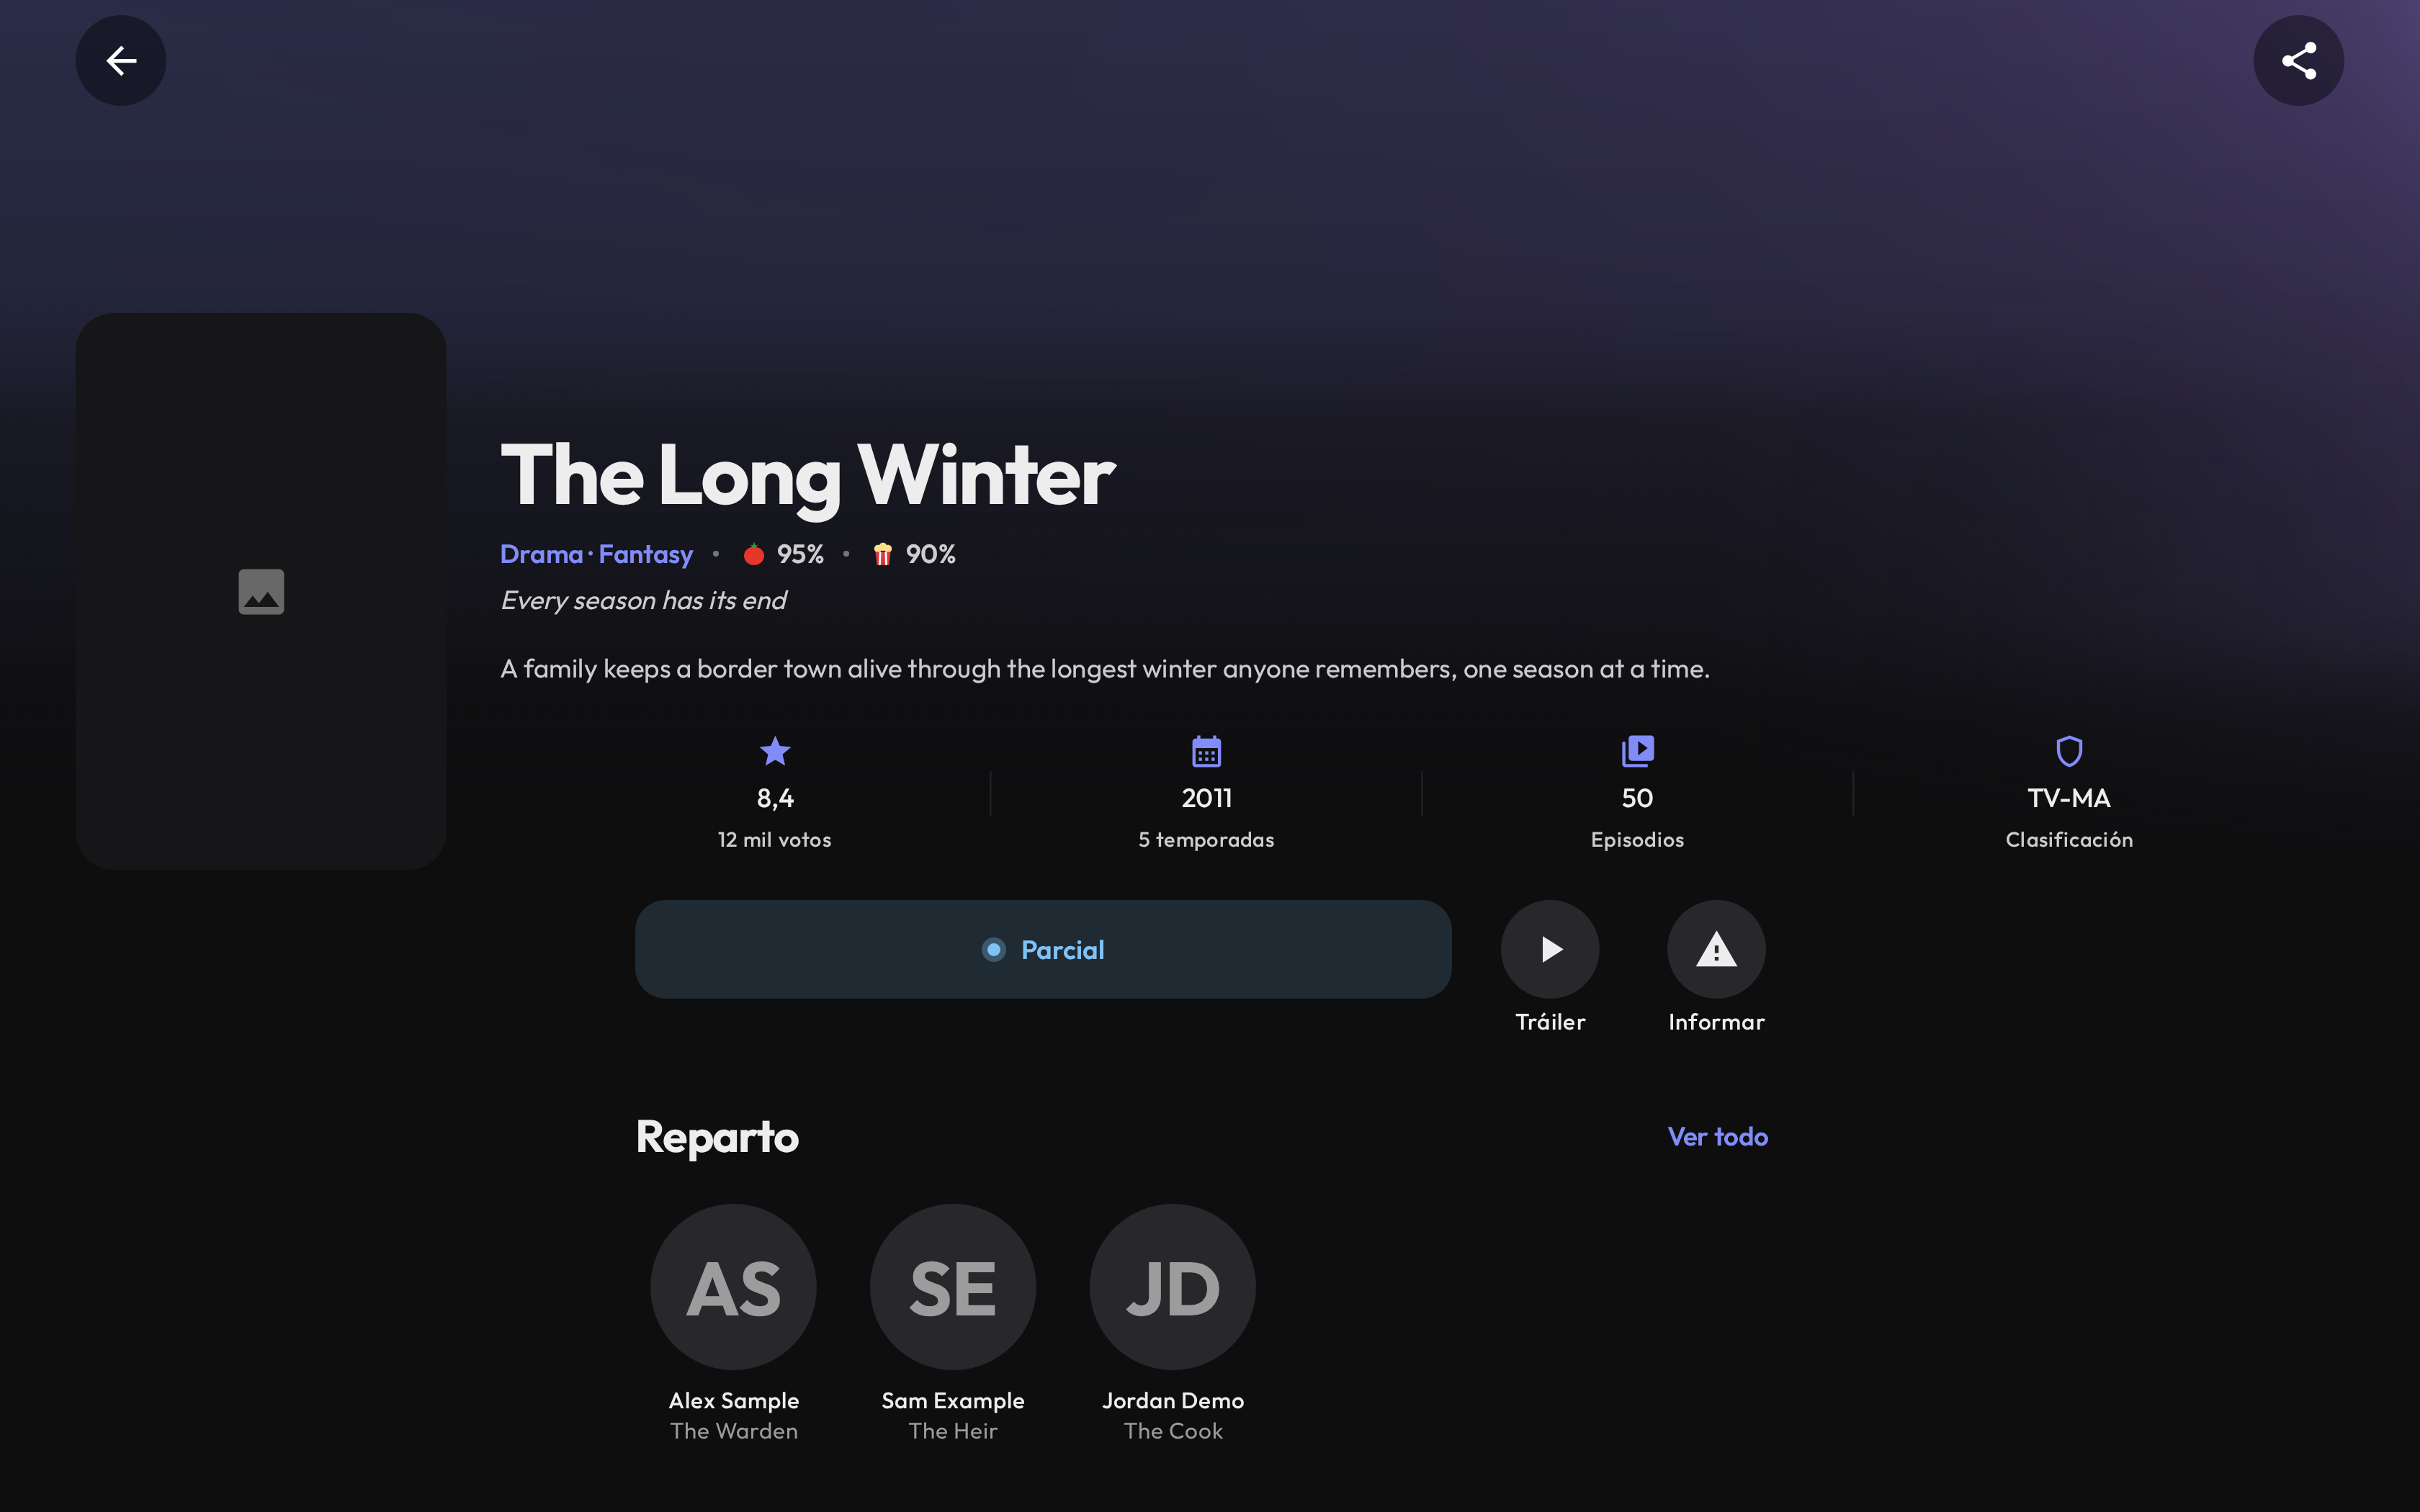 The Long Winter
Drama · Fantasy • 95% • 90%
Every season has its end
A family keeps a border town alive through the longest winter anyone remembers, one season at a time.
8,4
12 mil votos
2011
5 temporadas
50
Episodios
TV-MA
Clasificación
Parcial
Tráiler
Informar
Reparto
Ver todo
AS
Alex Sample
The Warden
SE
Sam Example
The Heir
JD
Jordan Demo
The Cook